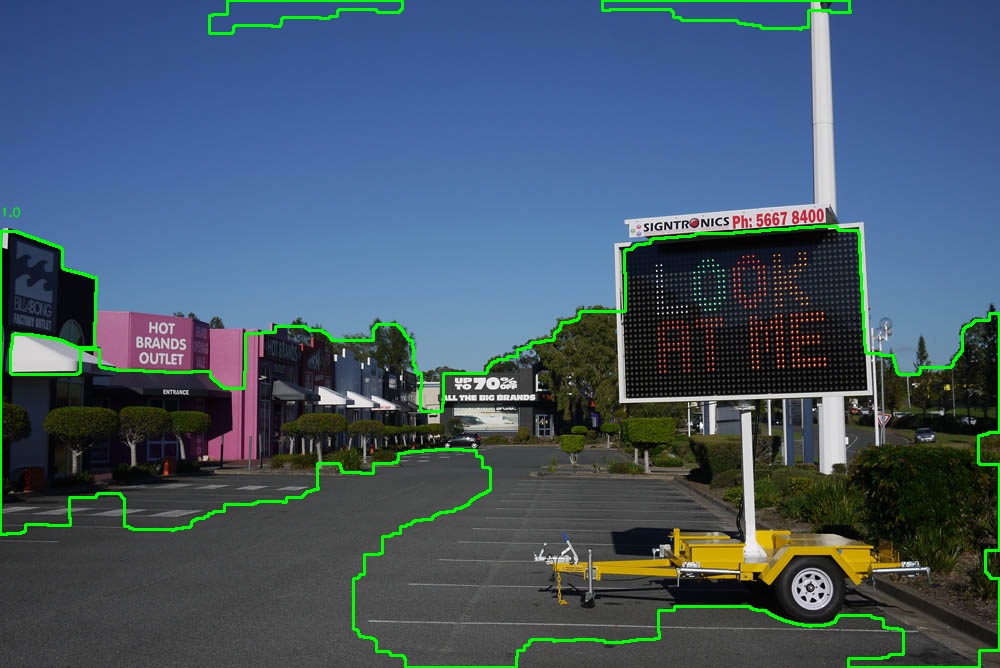 1.0
SIGNTRONICS Ph: 5667 8400
LOOK
AT ME
BILLABONG
FACTORY OUTLET
HOT
BRANDS
OUTLET
ENTRANCE
HOT BRANDS
UP TO 70% OFF
ALL THE BIG BRANDS